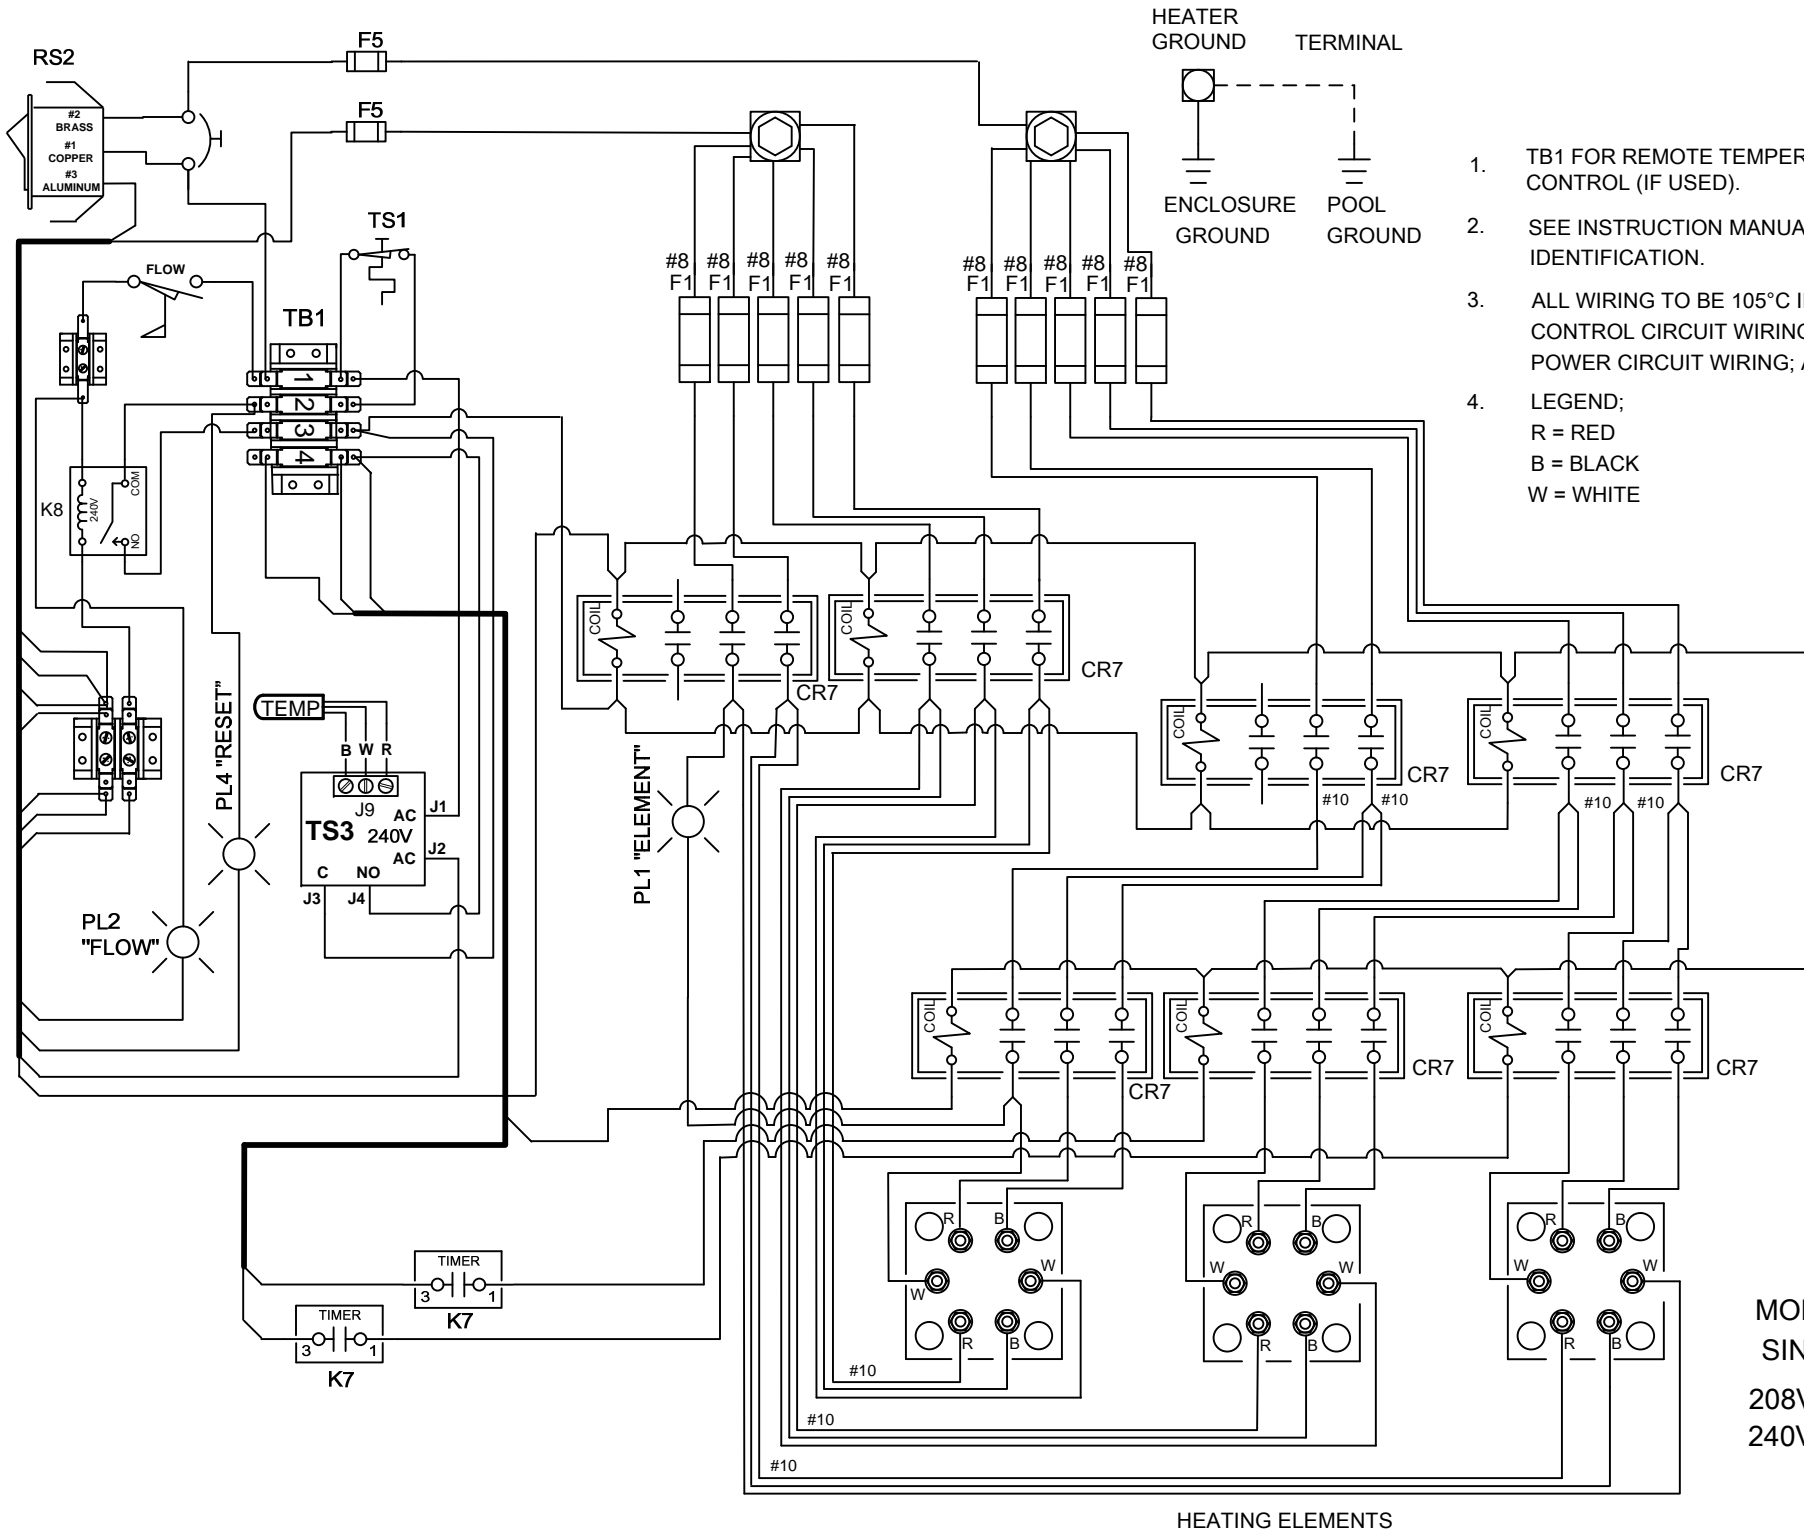 RS2
#2
BRASS
#1
COPPER
#3
ALUMINUM
F5
F5
HEATER
GROUND
TERMINAL
ENCLOSURE
GROUND
POOL
GROUND
1. TB1 FOR REMOTE TEMPER
CONTROL (IF USED).
2. SEE INSTRUCTION MANUA
IDENTIFICATION.
3. ALL WIRING TO BE 105°C I
CONTROL CIRCUIT WIRING
POWER CIRCUIT WIRING;
4. LEGEND;
R = RED
B = BLACK
W = WHITE
TS1
FLOW
TB1
1
2
3
4
#8 #8 #8 #8 #8
F1 F1 F1 F1 F1
#8 #8 #8 #8 #8
F1 F1 F1 F1 F1
K8
240V
COM
NO
COIL
CR7
COIL
CR7
COIL
CR7
#10 #10
COIL
CR7
#10 #10
PL4 "RESET"
TEMP
B W R
J9
TS3
240V
AC
J1
AC
J2
C
NO
J3
J4
PL1 "ELEMENT"
PL2
"FLOW"
COIL
CR7
COIL
CR7
COIL
CR7
TIMER
3 1
K7
TIMER
3 1
K7
R B
W W
R B
R B
W W
R B
R B
W W
R B
#10
#10
#10
MO
SIN
208V
240V
HEATING ELEMENTS